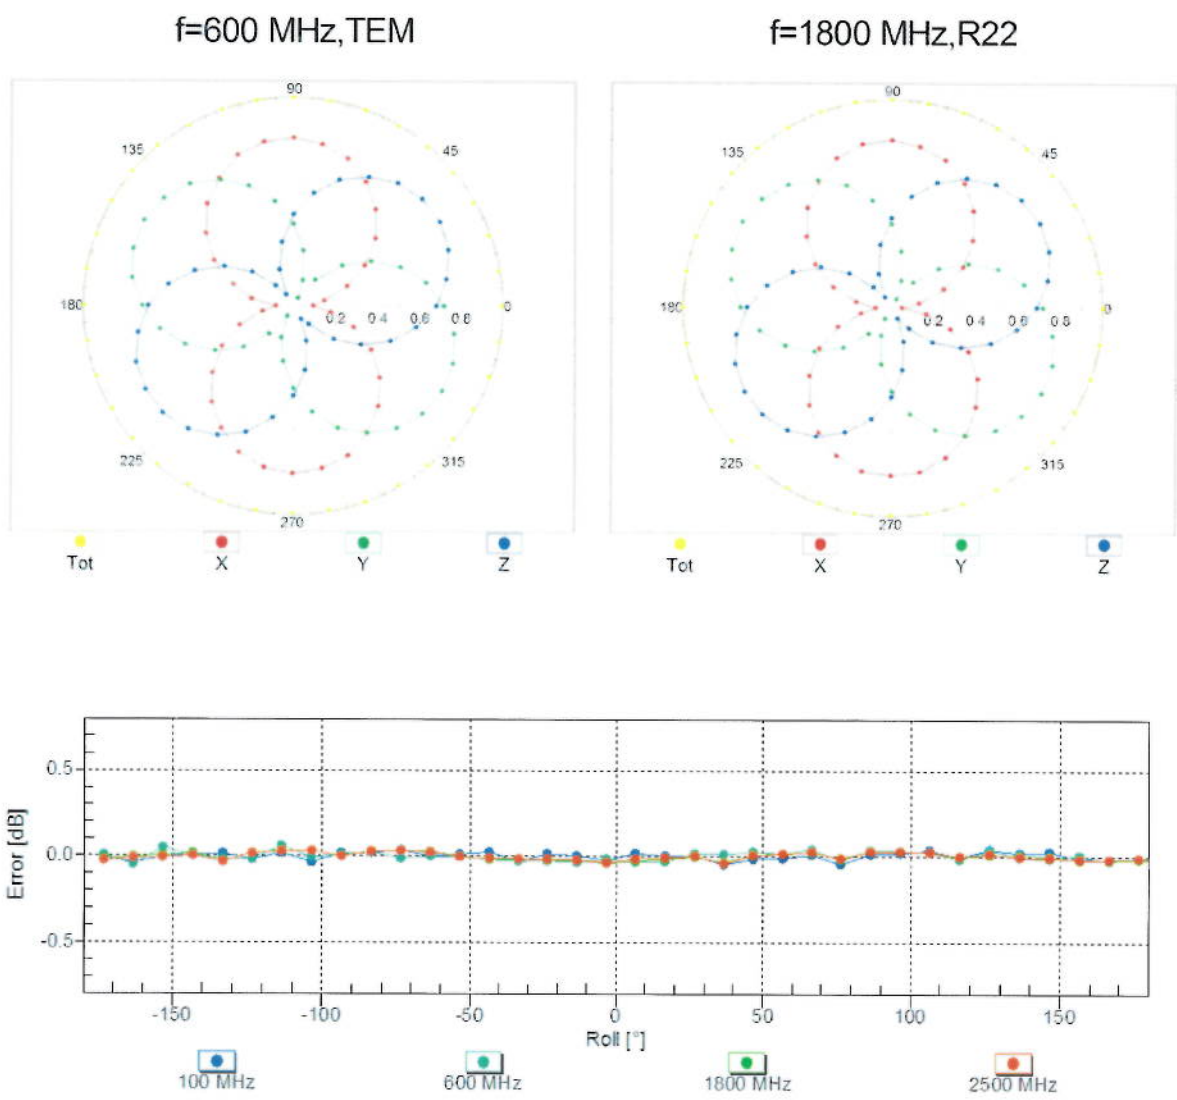 f=600 MHz,TEM
f=1800 MHz,R22
90
135
45
180
0.2 0.4 0.6 0.8
0
225
315
270
Tot X Y Z
90
135
45
180
0.2 0.4 0.6 0.8
0
225
315
270
Tot X Y Z
Error [dB]
0.5
0.0
-0.5
-150 -100 -50 0 50 100 150
Roll [°]
100 MHz 600 MHz 1800 MHz 2500 MHz